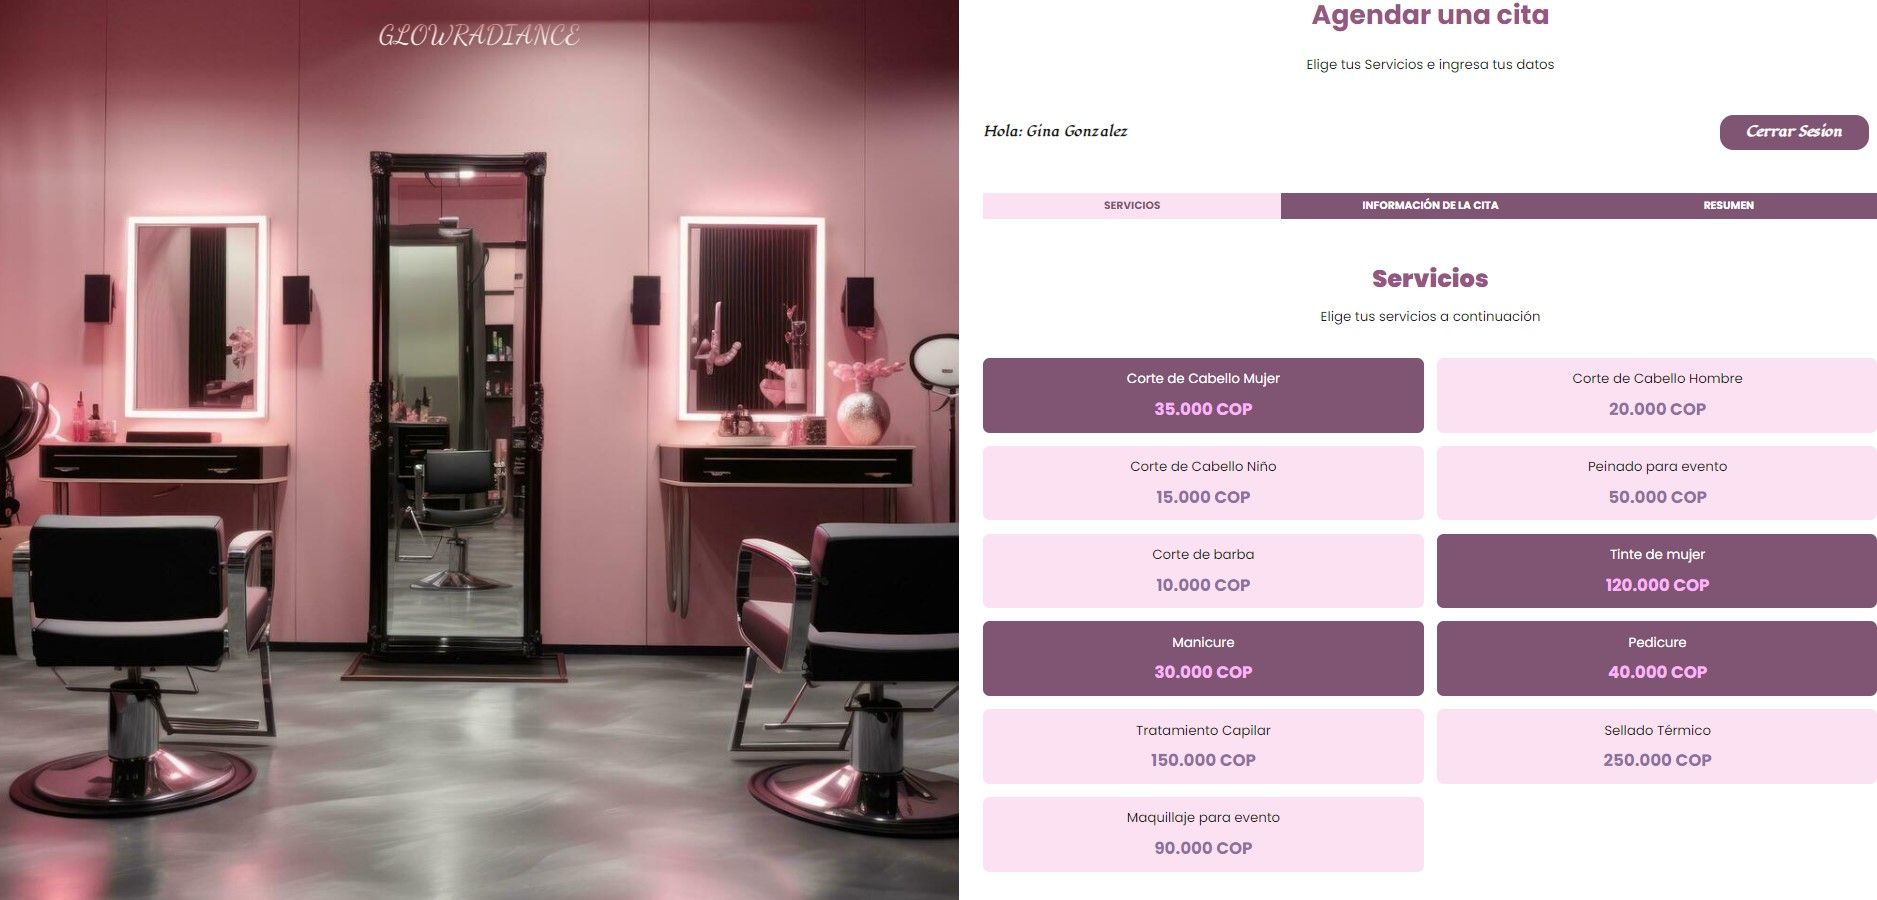 GLOWRADIANCE
Agendar una cita
Elige tus Servicios e ingresa tus datos
Hola: Gina Gonzalez
Cerrar Sesion
SERVICIOS
INFORMACIÓN DE LA CITA
RESUMEN
Servicios
Elige tus servicios a continuación
Corte de Cabello Mujer
35.000 COP
Corte de Cabello Hombre
20.000 COP
Corte de Cabello Niño
15.000 COP
Peinado para evento
50.000 COP
Corte de barba
10.000 COP
Tinte de mujer
120.000 COP
Manicure
30.000 COP
Pedicure
40.000 COP
Tratamiento Capilar
150.000 COP
Sellado Térmico
250.000 COP
Maquillaje para evento
90.000 COP